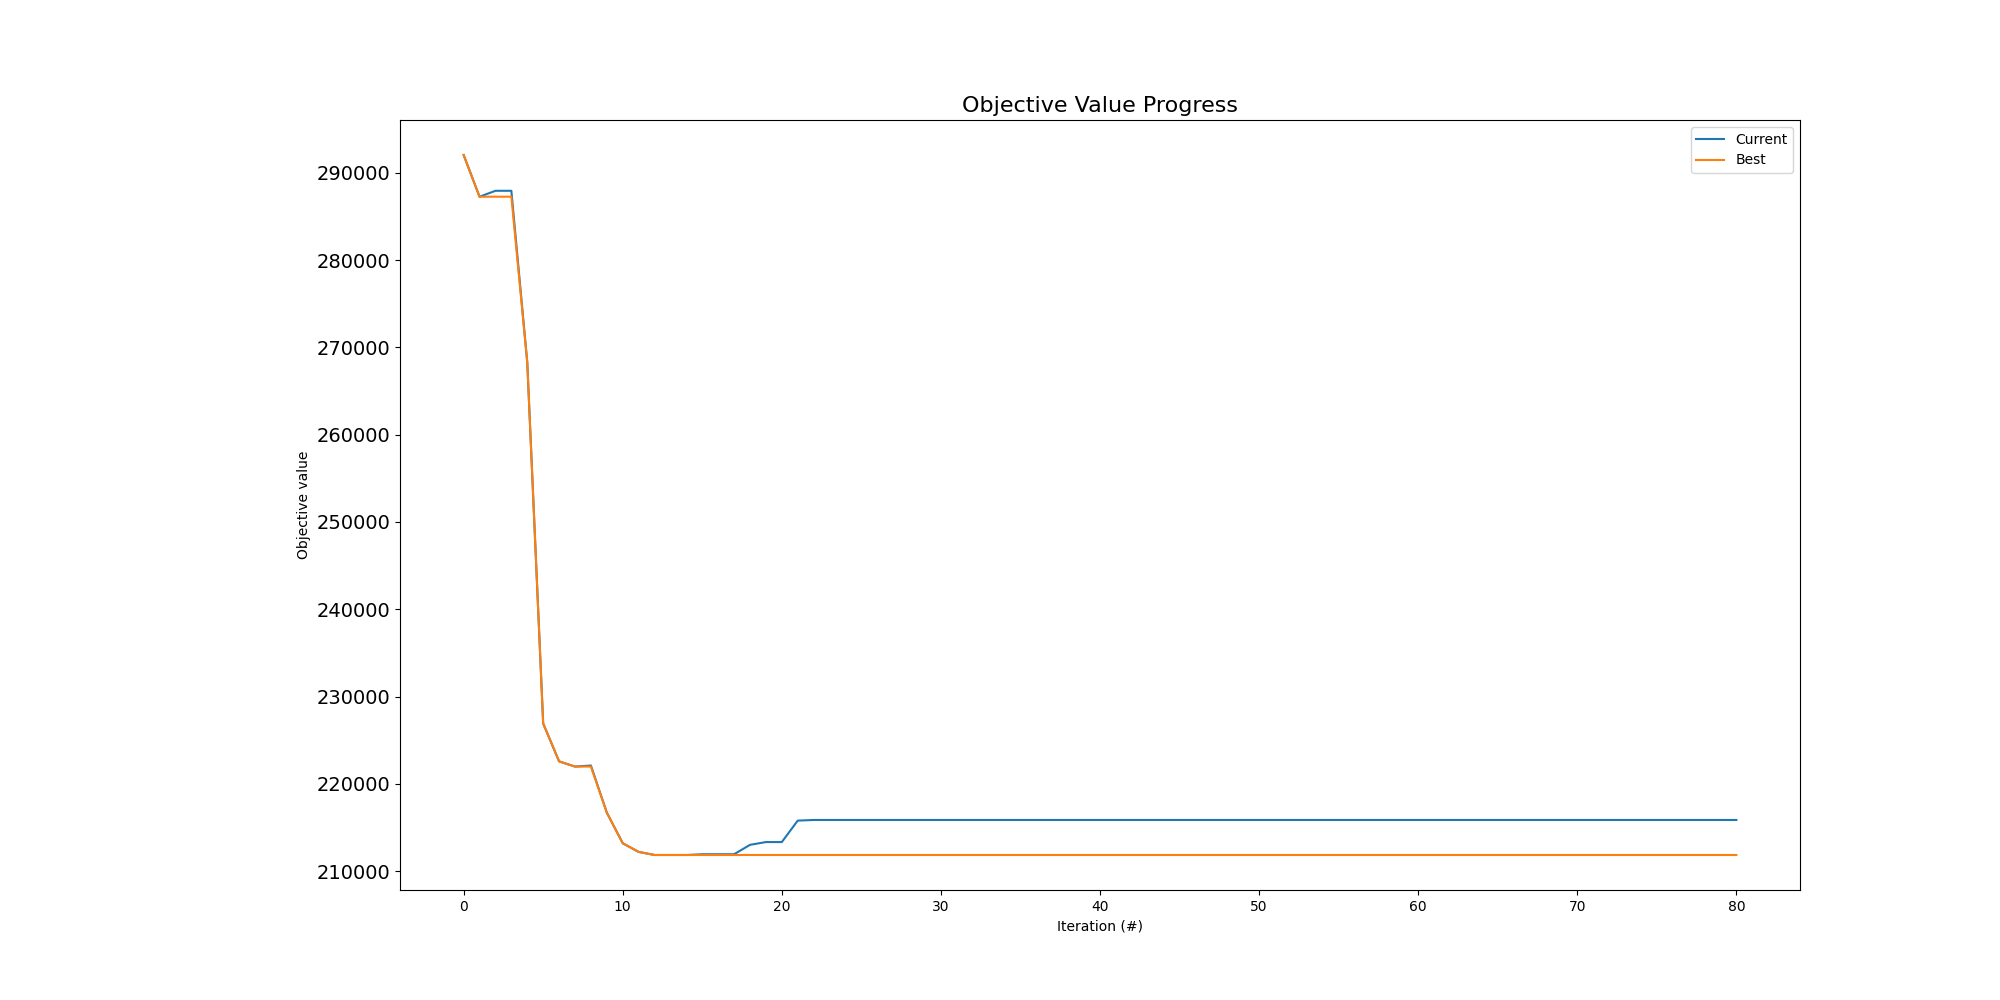 Objective Value Progress
Current
Best
290000
280000
270000
260000
250000
240000
230000
220000
210000
Objective value
0 10 20 30 40 50 60 70 80
Iteration (#)